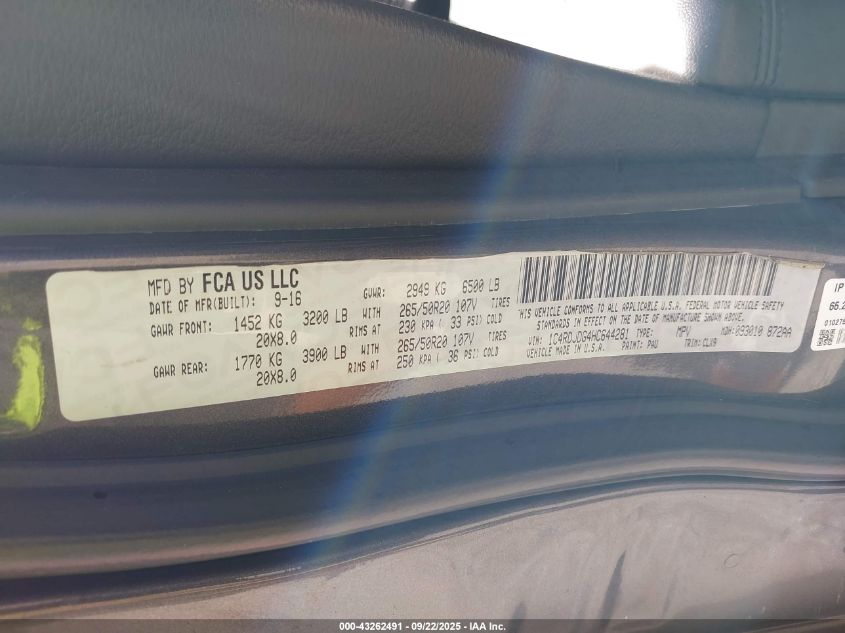 MFD BY FCA US LLC
DATE OF MFR(BUILT): 9-16
GVWR: 2949 KG 6500 LB
GAWR FRONT: 1452 KG 3200 LB WITH 265/50R20 107V TIRES
20X8.0 RIMS AT 230 KPA ( 33 PSI) COLD
GAWR REAR: 1770 KG 3900 LB WITH 265/50R20 107V TIRES
20X8.0 RIMS AT 250 KPA ( 36 PSI) COLD
THIS VEHICLE CONFORMS TO ALL APPLICABLE U.S.A. FEDERAL MOTOR VEHICLE SAFETY
STANDARDS IN EFFECT ON THE DATE OF MANUFACTURE SHOWN ABOVE.
VIN: 1C4RDJDG4HC644281 TYPE: MPV MDH: 093010 872AA
VEHICLE MADE IN U.S.A. PAINT: PAU TRIM: CLX9
IP
000-43262491 - 09/22/2025 - IAA Inc.